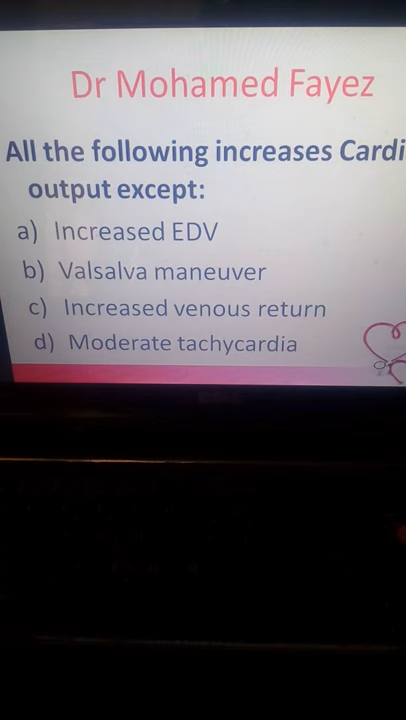 Dr Mohamed Fayez
All the following increases Cardi
output except:
a) Increased EDV
b) Valsalva maneuver
c) Increased venous return
d) Moderate tachycardia